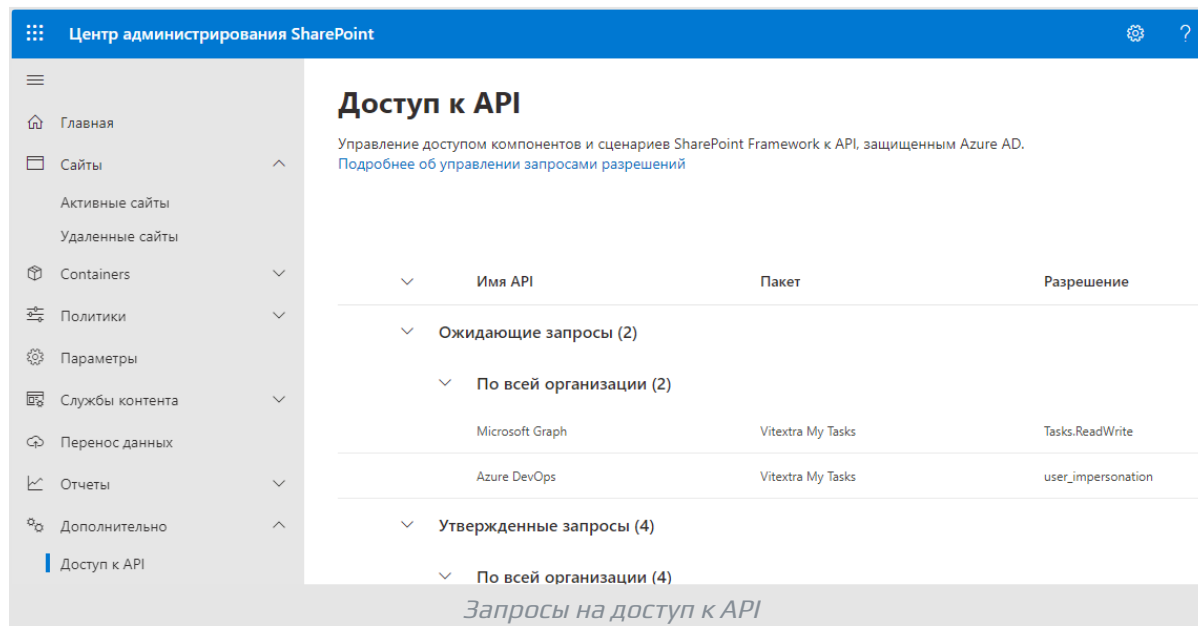 Центр администрирования SharePoint
?
Главная
Сайты
Активные сайты
Удаленные сайты
Containers
Политики
Параметры
Службы контента
Перенос данных
Отчеты
Дополнительно
Доступ к API
Доступ к API
Управление доступом компонентов и сценариев SharePoint Framework к API, защищенным Azure AD.
Подробнее об управлении запросами разрешений
Имя API Пакет Разрешение
Ожидающие запросы (2)
По всей организации (2)
Microsoft Graph Vitextra My Tasks Tasks.ReadWrite
Azure DevOps Vitextra My Tasks user_impersonation
Утвержденные запросы (4)
По всей организации (4)
Запросы на доступ к API